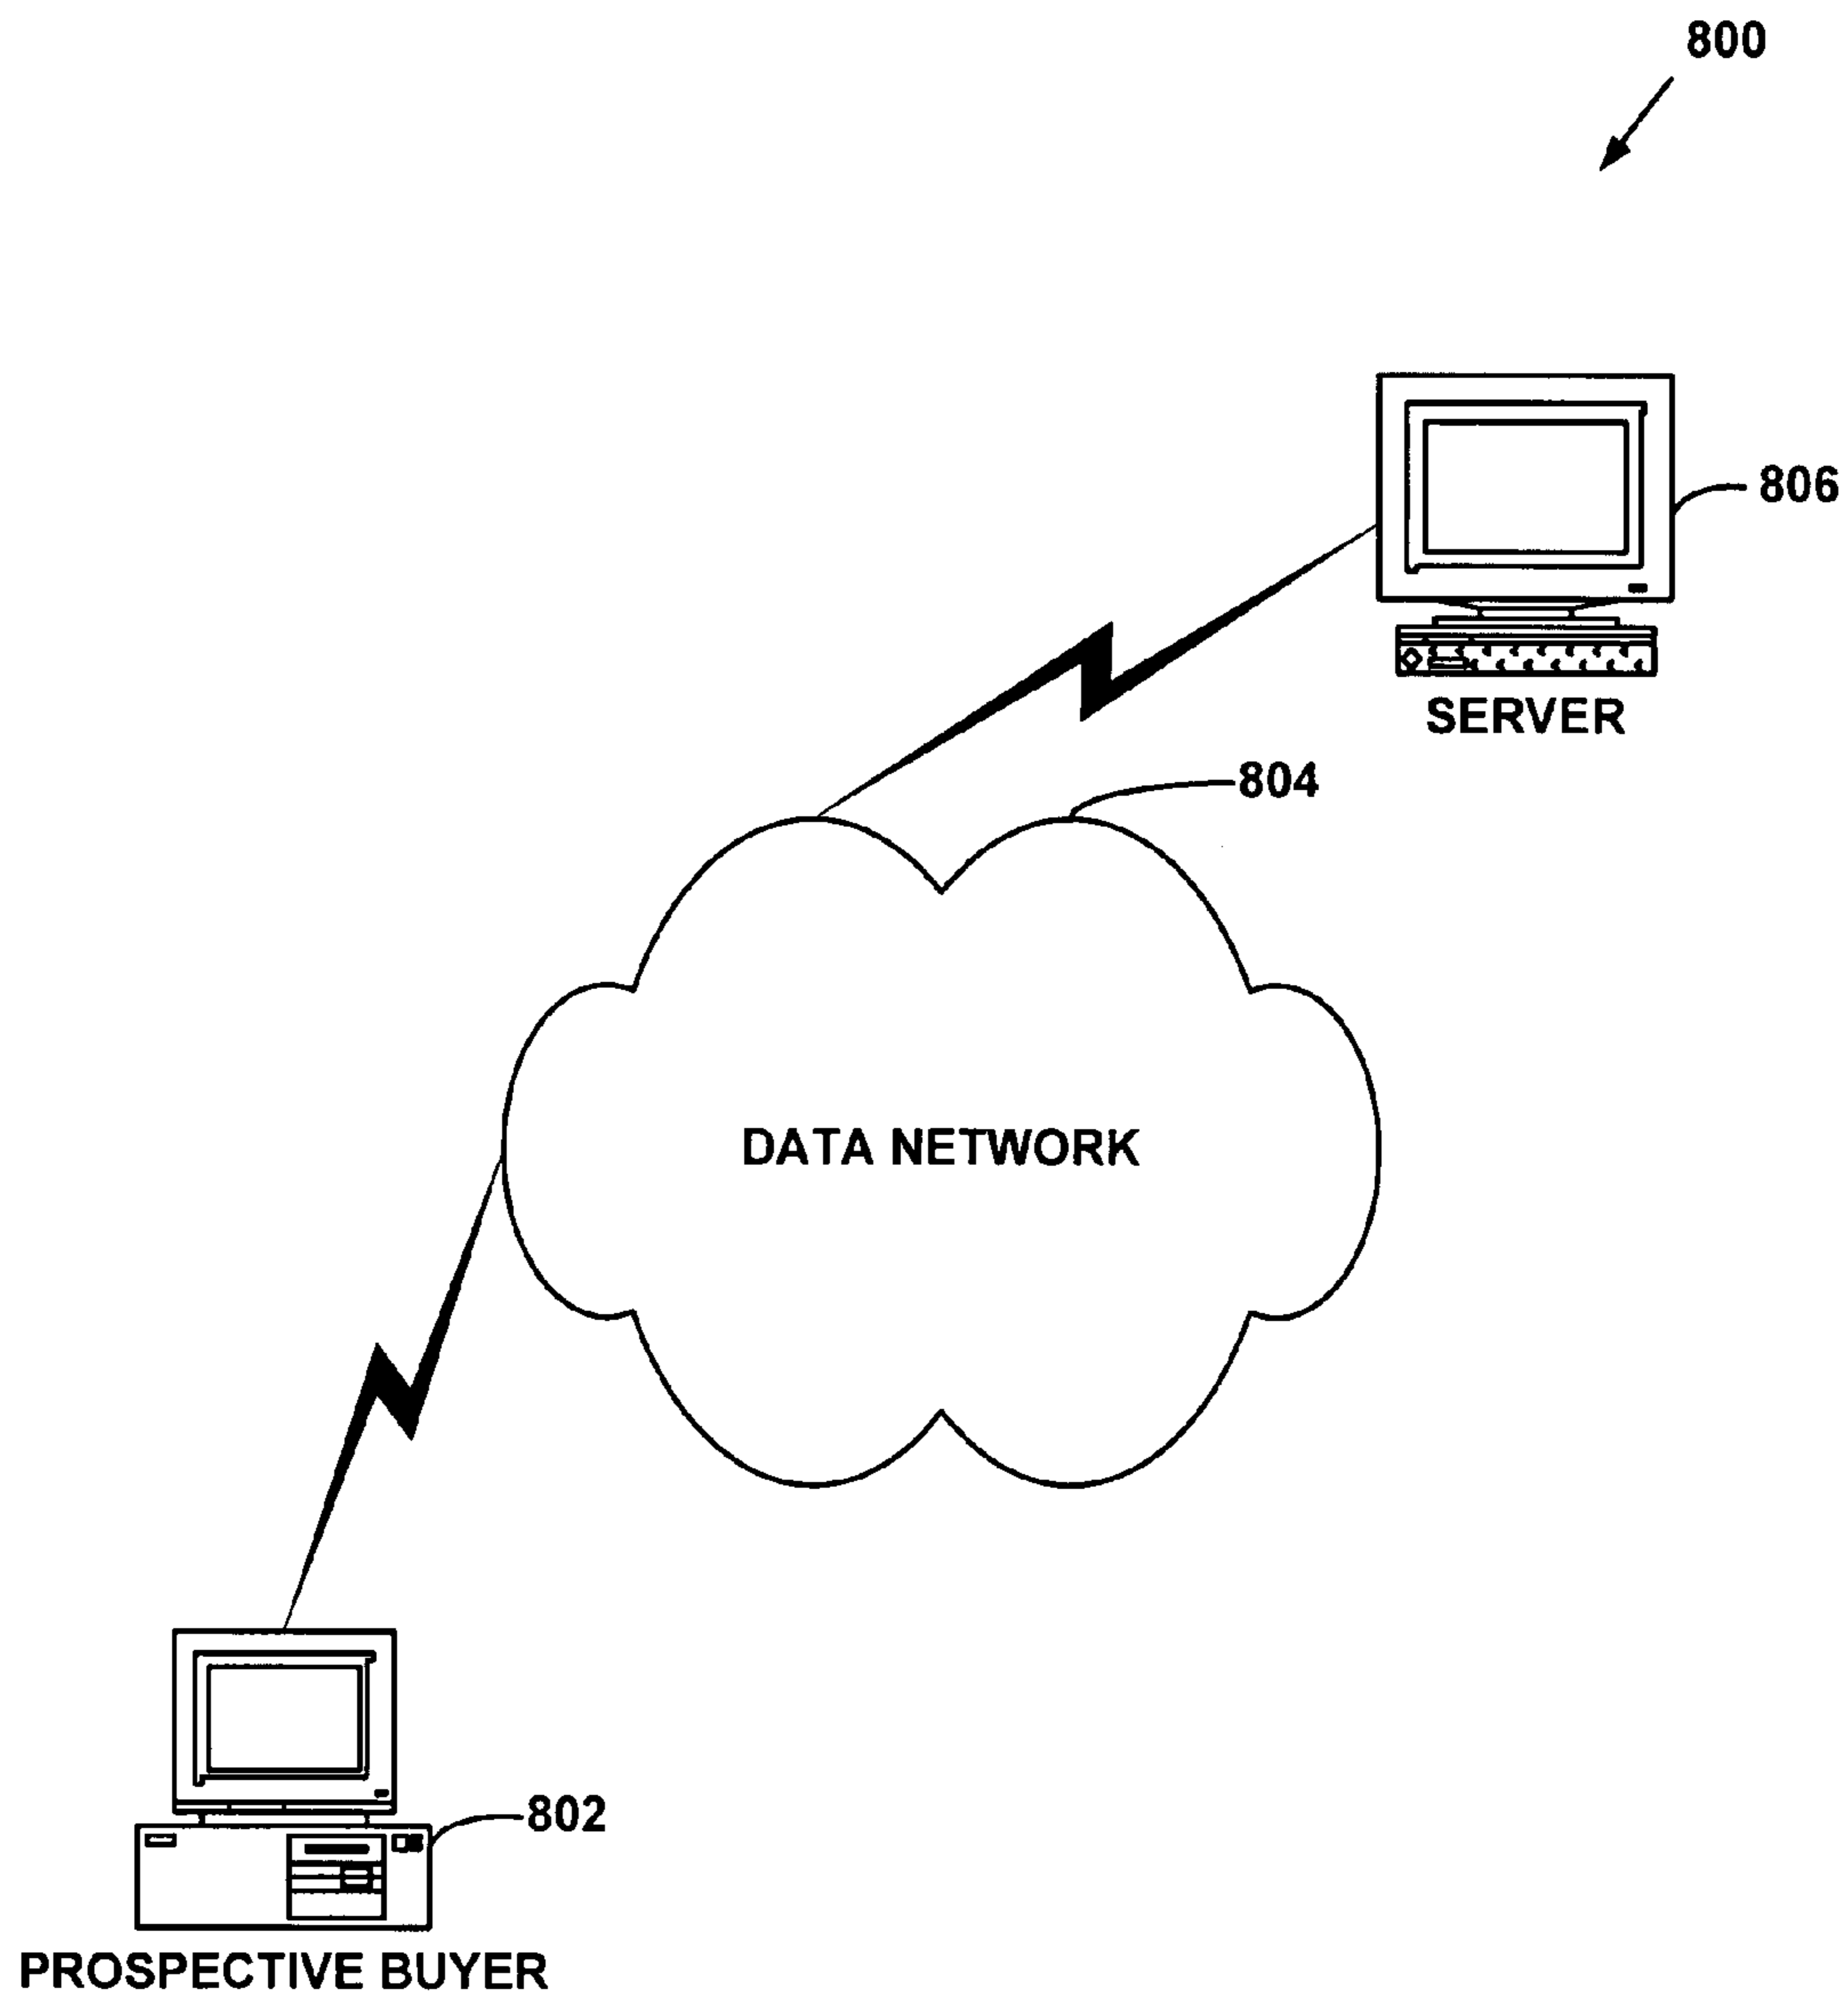 800
806
SERVER
804
DATA NETWORK
802
PROSPECTIVE BUYER